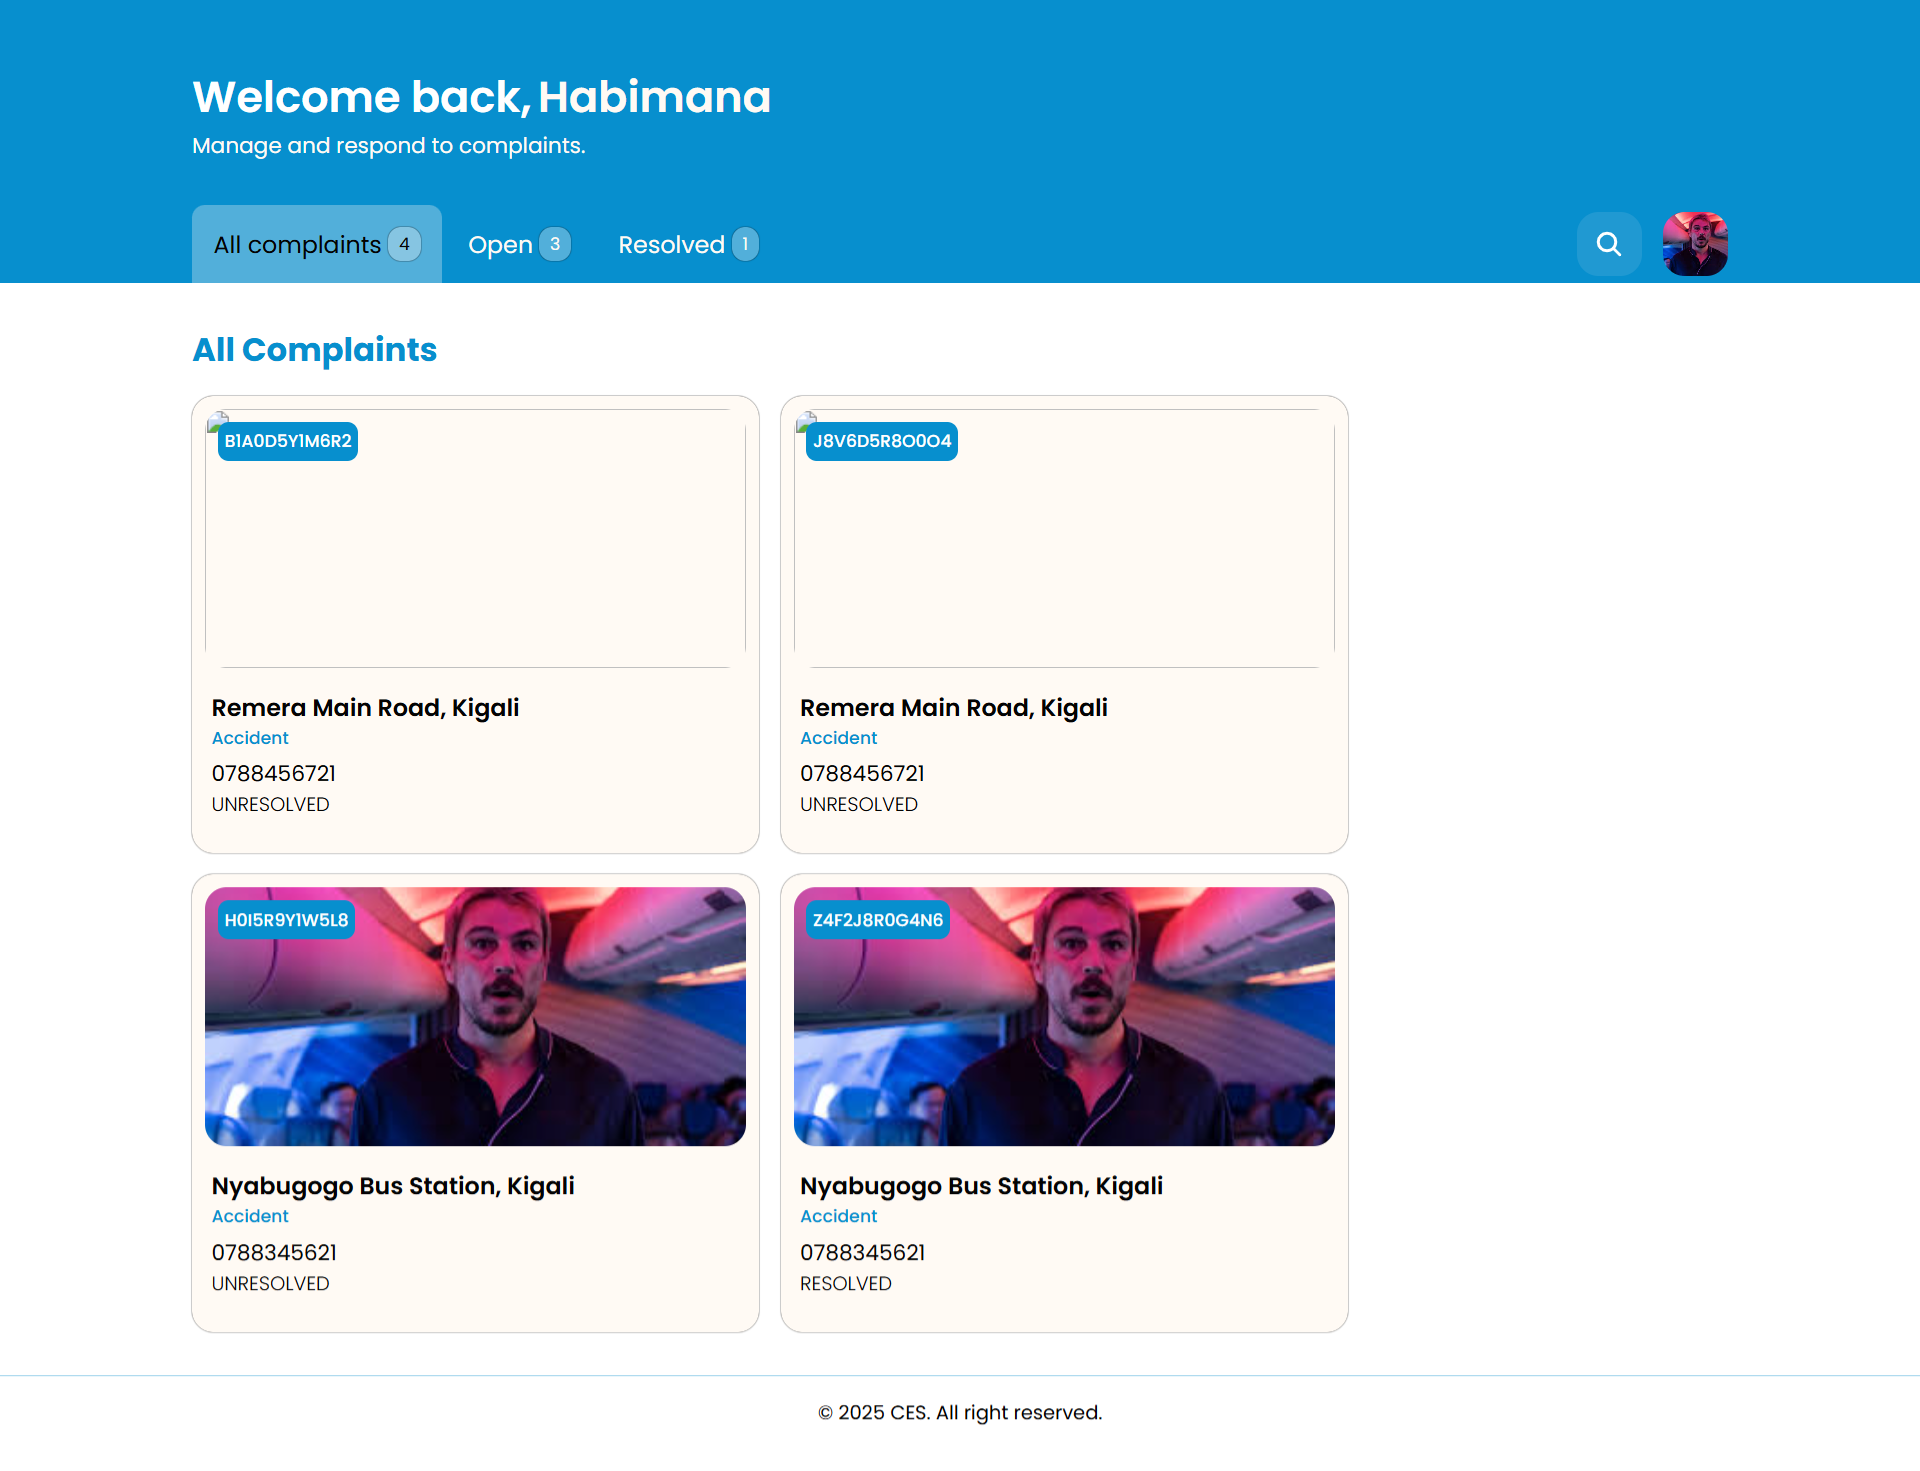 Welcome back, Habimana
Manage and respond to complaints.
All complaints 4
Open 3
Resolved 1
All Complaints
B1A0D5Y1M6R2
Remera Main Road, Kigali
Accident
0788456721
UNRESOLVED
J8V6D5R8O0O4
Remera Main Road, Kigali
Accident
0788456721
UNRESOLVED
H0I5R9Y1W5L8
Nyabugogo Bus Station, Kigali
Accident
0788345621
UNRESOLVED
Z4F2J8R0G4N6
Nyabugogo Bus Station, Kigali
Accident
0788345621
RESOLVED
© 2025 CES. All right reserved.